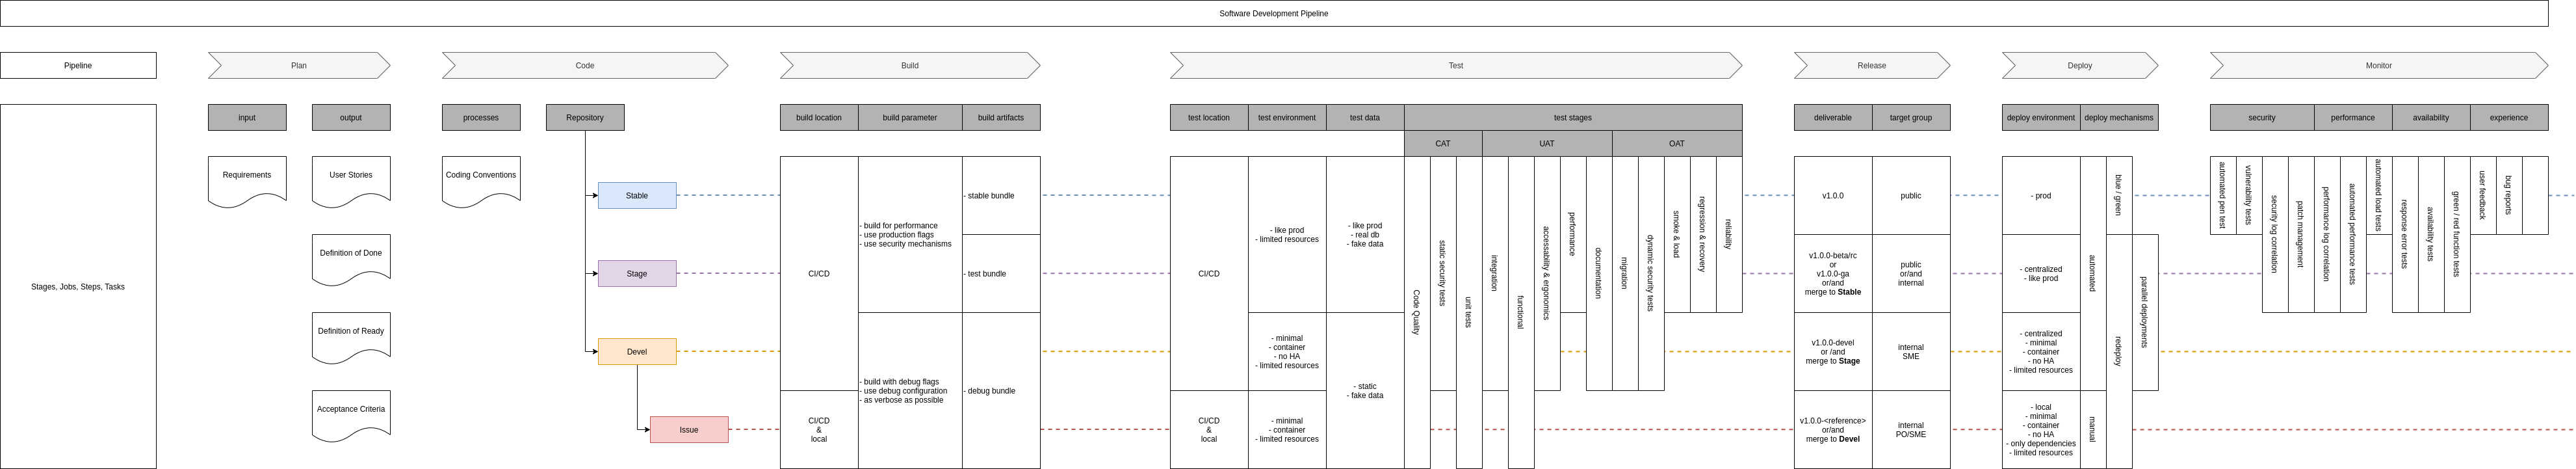 Software Development Pipeline
Pipeline
Plan
Code
Build
Test
Release
Deploy
Monitor
Stages, Jobs, Steps, Tasks
input
output
Requirements
User Stories
Definition of Done
Definition of Ready
Acceptance Criteria
processes
Repository
Coding Conventions
Stable
Stage
Devel
Issue
build location
build parameter
build artifacts
CI/CD
CI/CD
&
local
- build for performance
- use production flags
- use security mechanisms
- build with debug flags
- use debug configuration
- as verbose as possible
- stable bundle
- test bundle
- debug bundle
test location
test environment
test data
test stages
CAT
UAT
OAT
CI/CD
CI/CD
&
local
- like prod
- limited resources
- minimal
- container
- no HA
- limited resources
- minimal
- container
- limited resources
- like prod
- real db
- fake data
- static
- fake data
Code Quality
static security tests
unit tests
integration
functional
accessability & ergonomics
performance
documentation
migration
dynamic security tests
smoke & load
regression & recovery
reliability
deliverable
target group
v1.0.0
public
v1.0.0-beta/rc
or
v1.0.0-ga
or/and
merge to Stable
public
or/and
internal
v1.0.0-devel
or /and
merge to Stage
internal
SME
v1.0.0-<reference>
or/and
merge to Devel
internal
PO/SME
deploy environment
deploy mechanisms
- prod
- centralized
- like prod
- centralized
- minimal
- container
- no HA
- limited resources
- local
- minimal
- container
- no HA
- only dependencies
- limited resources
automated
manual
blue / green
redeploy
parallel deployments
security
performance
availability
experience
automated pen test
vulnerability tests
security log correlation
patch management
performance log correlation
automated performance tests
automated load tests
response error tests
availability tests
green / red function tests
user feedback
bug reports